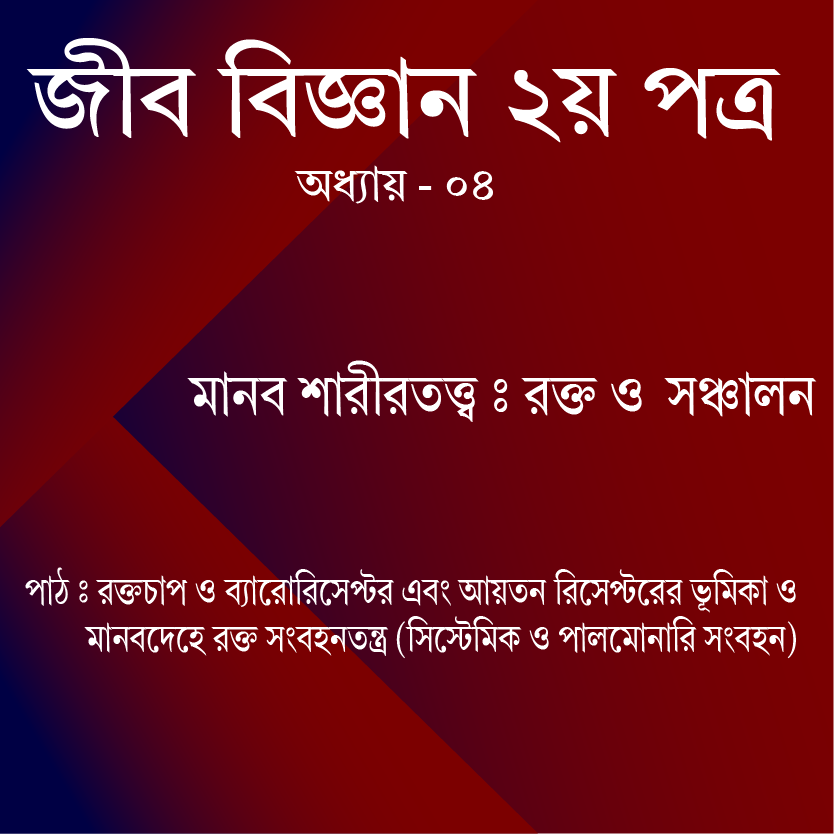 জীব বিজ্ঞান ২য় পত্র
অধ্যায় - ০৪
মানব শারীরতত্ত্ব ঃ রক্ত ও সঞ্চালন
পাঠ ঃ রক্তচাপ ও ব্যারোরিসেপ্টর এবং আয়তন রিসেপ্টরের ভূমিকা ও
মানবদেহে রক্ত সংবহনতন্ত্র (সিস্টেমিক ও পালমোনারি সংবহন)